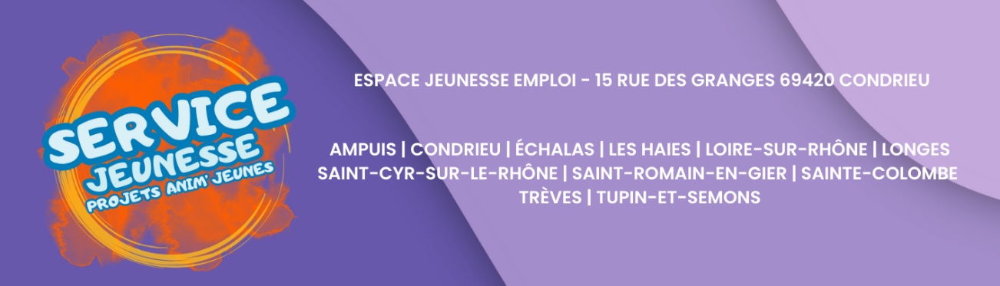 SERVICE
JEUNESSE
PROJETS ANIM' JEUNES
ESPACE JEUNESSE EMPLOI - 15 RUE DES GRANGES 69420 CONDRIEU
AMPUIS | CONDRIEU | ÉCHALAS | LES HAIES | LOIRE-SUR-RHÔNE | LONGES
SAINT-CYR-SUR-LE-RHÔNE | SAINT-ROMAIN-EN-GIER | SAINTE-COLOMBE
TRÈVES | TUPIN-ET-SEMONS